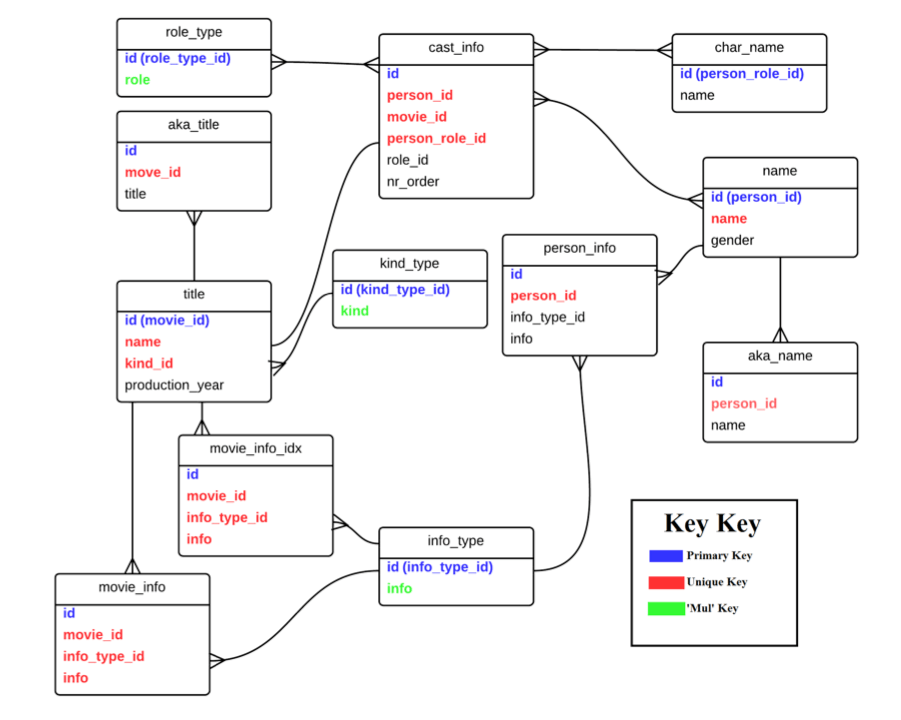 role_type
id (role_type_id)
role
cast_info
id
person_id
movie_id
person_role_id
role_id
nr_order
char_name
id (person_role_id)
name
aka_title
id
move_id
title
name
id (person_id)
name
gender
person_info
id
person_id
info_type_id
info
kind_type
id (kind_type_id)
kind
title
id (movie_id)
name
kind_id
production_year
aka_name
id
person_id
name
movie_info_idx
id
movie_id
info_type_id
info
info_type
id (info_type_id)
info
movie_info
id
movie_id
info_type_id
info
Key Key
Primary Key
Unique Key
'Mul' Key